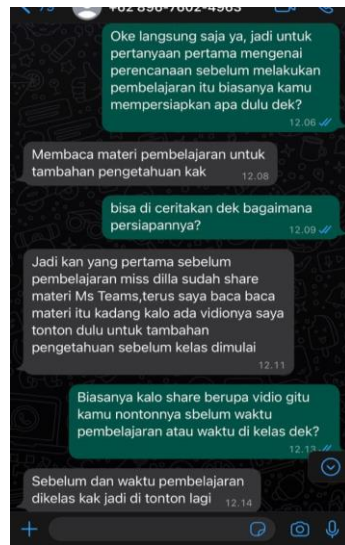 75 +62 896-7602-4963
Oke langsung saja ya, jadi untuk
pertanyaan pertama mengenai
perencanaan sebelum melakukan
pembelajaran itu biasanya kamu
mempersiapkan apa dulu dek?
12.06
Membaca materi pembelajaran untuk
tambahan pengetahuan kak 12.08
bisa di ceritakan dek bagaimana
persiapannya? 12.09
Jadi kan yang pertama sebelum
pembelajaran miss dilla sudah share
materi Ms Teams,terus saya baca baca
materi itu kadang kalo ada vidionya saya
tonton dulu untuk tambahan
pengetahuan sebelum kelas dimulai
12.11
Biasanya kalo share berupa vidio gitu
kamu nontonnya sbelum waktu
pembelajaran atau waktu di kelas dek?
12.13
Sebelum dan waktu pembelajaran
dikelas kak jadi di tonton lagi 12.14